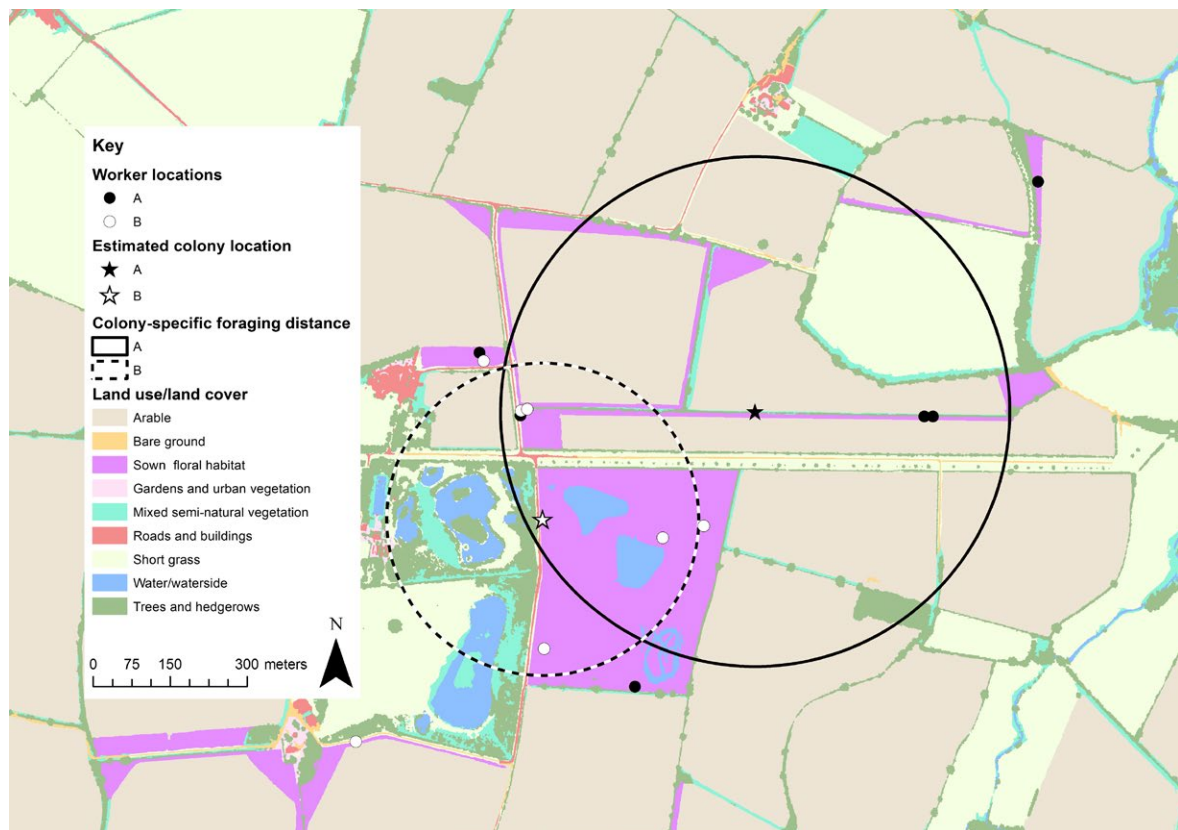 Key
Worker locations
A
B
Estimated colony location
A
B
Colony-specific foraging distance
A
B
Land use/land cover
Arable
Bare ground
Sown floral habitat
Gardens and urban vegetation
Mixed semi-natural vegetation
Roads and buildings
Short grass
Water/waterside
Trees and hedgerows
N
0 75 150 300 meters